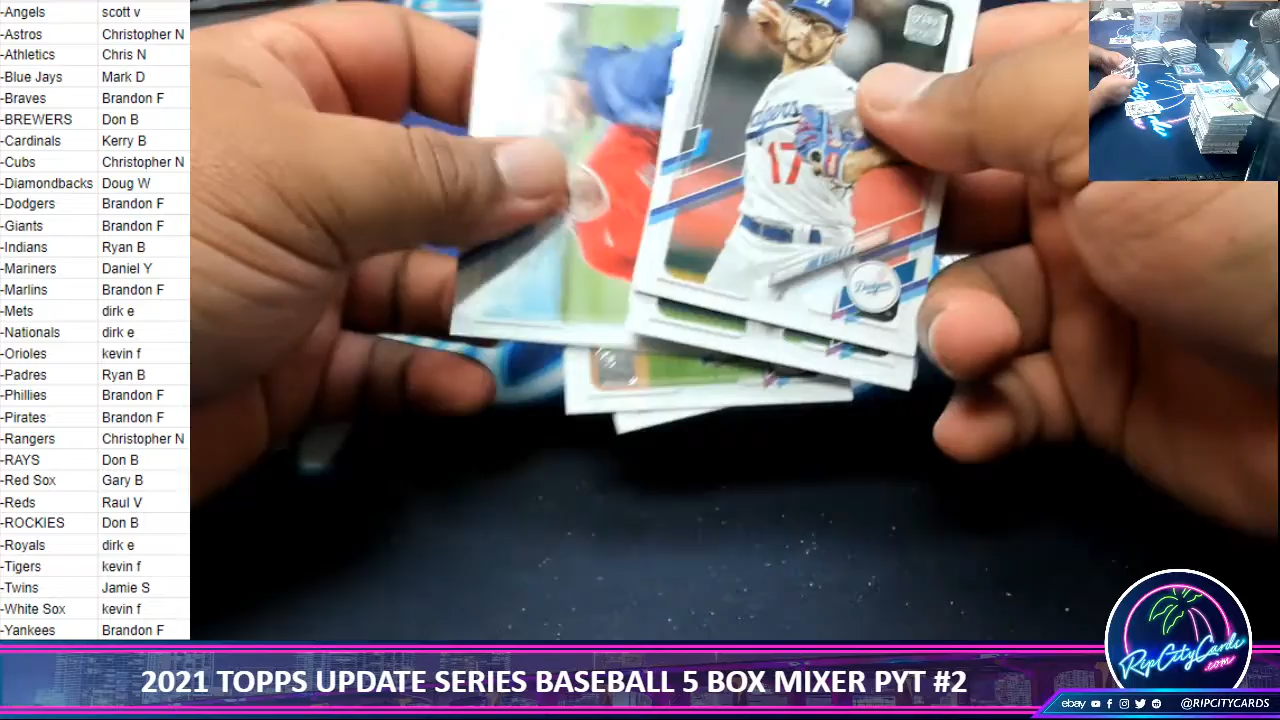 -Angels scott v
-Astros Christopher N
-Athletics Chris N
-Blue Jays Mark D
-Braves Brandon F
-BREWERS Don B
-Cardinals Kerry B
-Cubs Christopher N
-Diamondbacks Doug W
-Dodgers Brandon F
-Giants Brandon F
-Indians Ryan B
-Mariners Daniel Y
-Marlins Brandon F
-Mets dirk e
-Nationals dirk e
-Orioles kevin f
-Padres Ryan B
-Phillies Brandon F
-Pirates Brandon F
-Rangers Christopher N
-RAYS Don B
-Red Sox Gary B
-Reds Raul V
-ROCKIES Don B
-Royals dirk e
-Tigers kevin f
-Twins Jamie S
-White Sox kevin f
-Yankees Brandon F
Dodgers
17
Dodgers
RipCityCards
.com
2021 TOPPS UPDATE SERIES BASEBALL 5 BOX MIXER PYT #2
ebay @RIPCITYCARDS